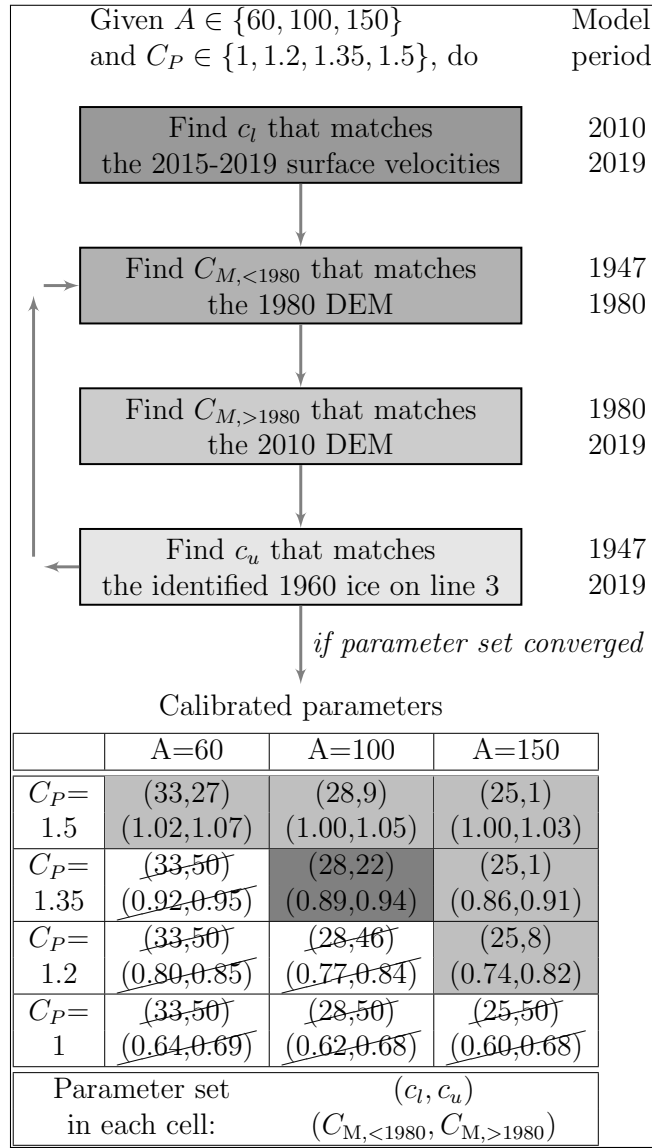 Given A ∈ {60, 100, 150} Model
and C_P ∈ {1, 1.2, 1.35, 1.5}, do period
Find c_l that matches 2010
the 2015-2019 surface velocities 2019
Find C_{M,<1980} that matches 1947
the 1980 DEM 1980
Find C_{M,>1980} that matches 1980
the 2010 DEM 2019
Find c_u that matches 1947
the identified 1960 ice on line 3 2019
if parameter set converged
Calibrated parameters
A=60 A=100 A=150
C_P= (33,27) (28,9) (25,1)
1.5 (1.02,1.07) (1.00,1.05) (1.00,1.03)
C_P= (33,50) (28,22) (25,1)
1.35 (0.92,0.95) (0.89,0.94) (0.86,0.91)
C_P= (33,50) (28,46) (25,8)
1.2 (0.80,0.85) (0.77,0.84) (0.74,0.82)
C_P= (33,50) (28,50) (25,50)
1 (0.64,0.69) (0.62,0.68) (0.60,0.68)
Parameter set (c_l, c_u)
in each cell: (C_{M,<1980}, C_{M,>1980})